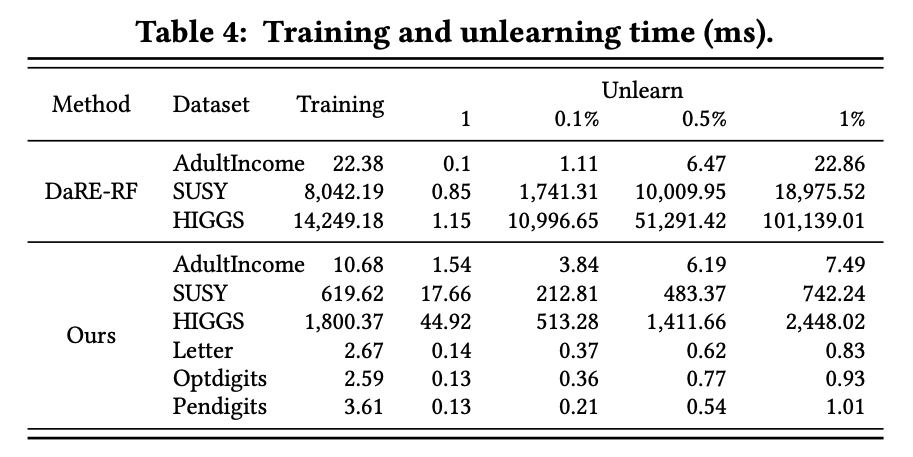 Table 4: Training and unlearning time (ms).
Method Dataset Training Unlearn
1 0.1% 0.5% 1%
AdultIncome 22.38 0.1 1.11 6.47 22.86
DaRE-RF SUSY 8,042.19 0.85 1,741.31 10,009.95 18,975.52
HIGGS 14,249.18 1.15 10,996.65 51,291.42 101,139.01
AdultIncome 10.68 1.54 3.84 6.19 7.49
SUSY 619.62 17.66 212.81 483.37 742.24
HIGGS 1,800.37 44.92 513.28 1,411.66 2,448.02
Ours
Letter 2.67 0.14 0.37 0.62 0.83
Optdigits 2.59 0.13 0.36 0.77 0.93
Pendigits 3.61 0.13 0.21 0.54 1.01